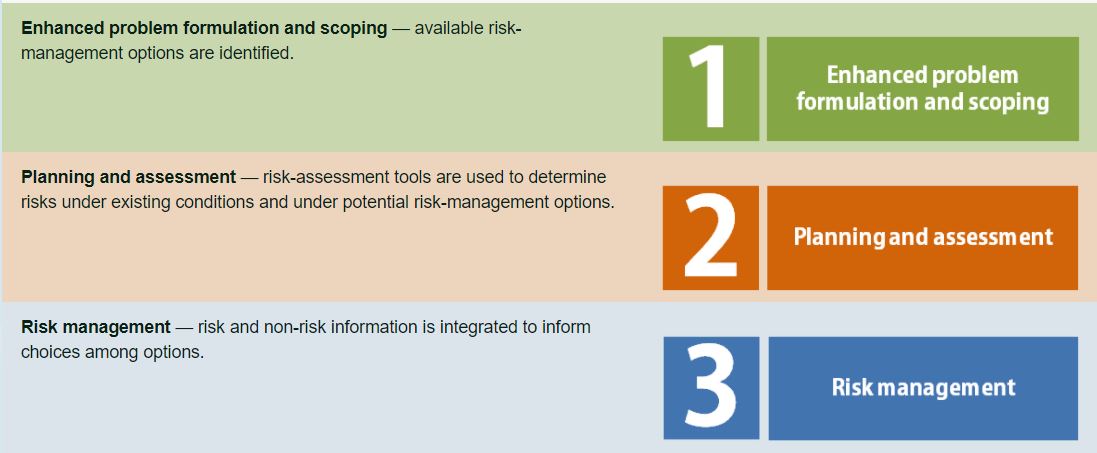 Enhanced problem formulation and scoping — available risk-
management options are identified.
1
Enhanced problem
formulation and scoping
Planning and assessment — risk-assessment tools are used to determine
risks under existing conditions and under potential risk-management options.
2
Planning and assessment
Risk management — risk and non-risk information is integrated to inform
choices among options.
3
Risk management